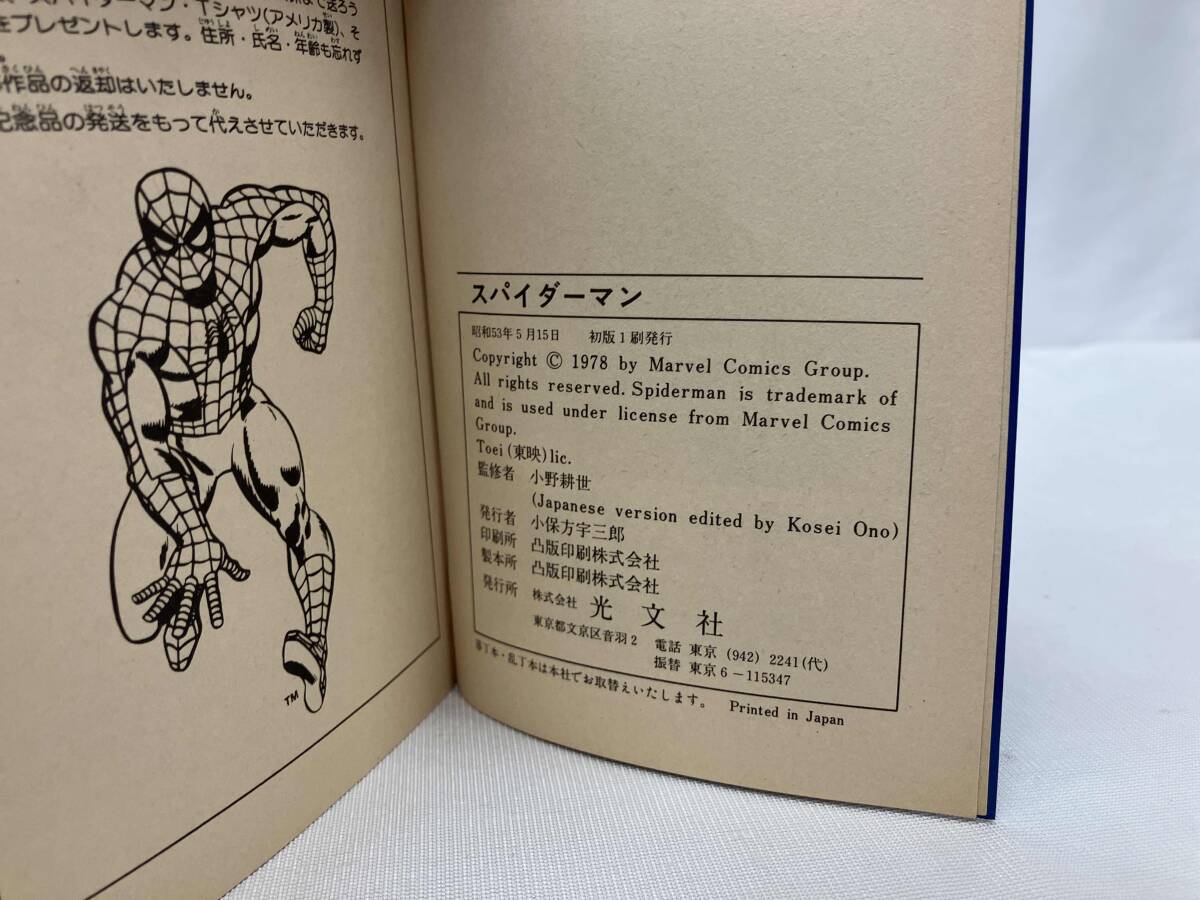 Tシャツ(アメリカ製)、そ
をプレゼントします。住所・氏名・年齢も忘れず
作品の返却はいたしません。
記念品の発送をもって代えさせていただきます。
TM
スパイダーマン
昭和53年5月15日 初版1刷発行
Copyright © 1978 by Marvel Comics Group.
All rights reserved. Spiderman is trademark of
and is used under license from Marvel Comics
Group.
Toei (東映) lic.
監修者 小野耕世
(Japanese version edited by Kosei Ono)
発行者 小保方宇三郎
印刷所 凸版印刷株式会社
製本所 凸版印刷株式会社
発行所 株式会社 光文社
東京都文京区音羽2 電話 東京 (942) 2241(代)
振替 東京6-115347
落丁本・乱丁本は本社でお取替えいたします。 Printed in Japan